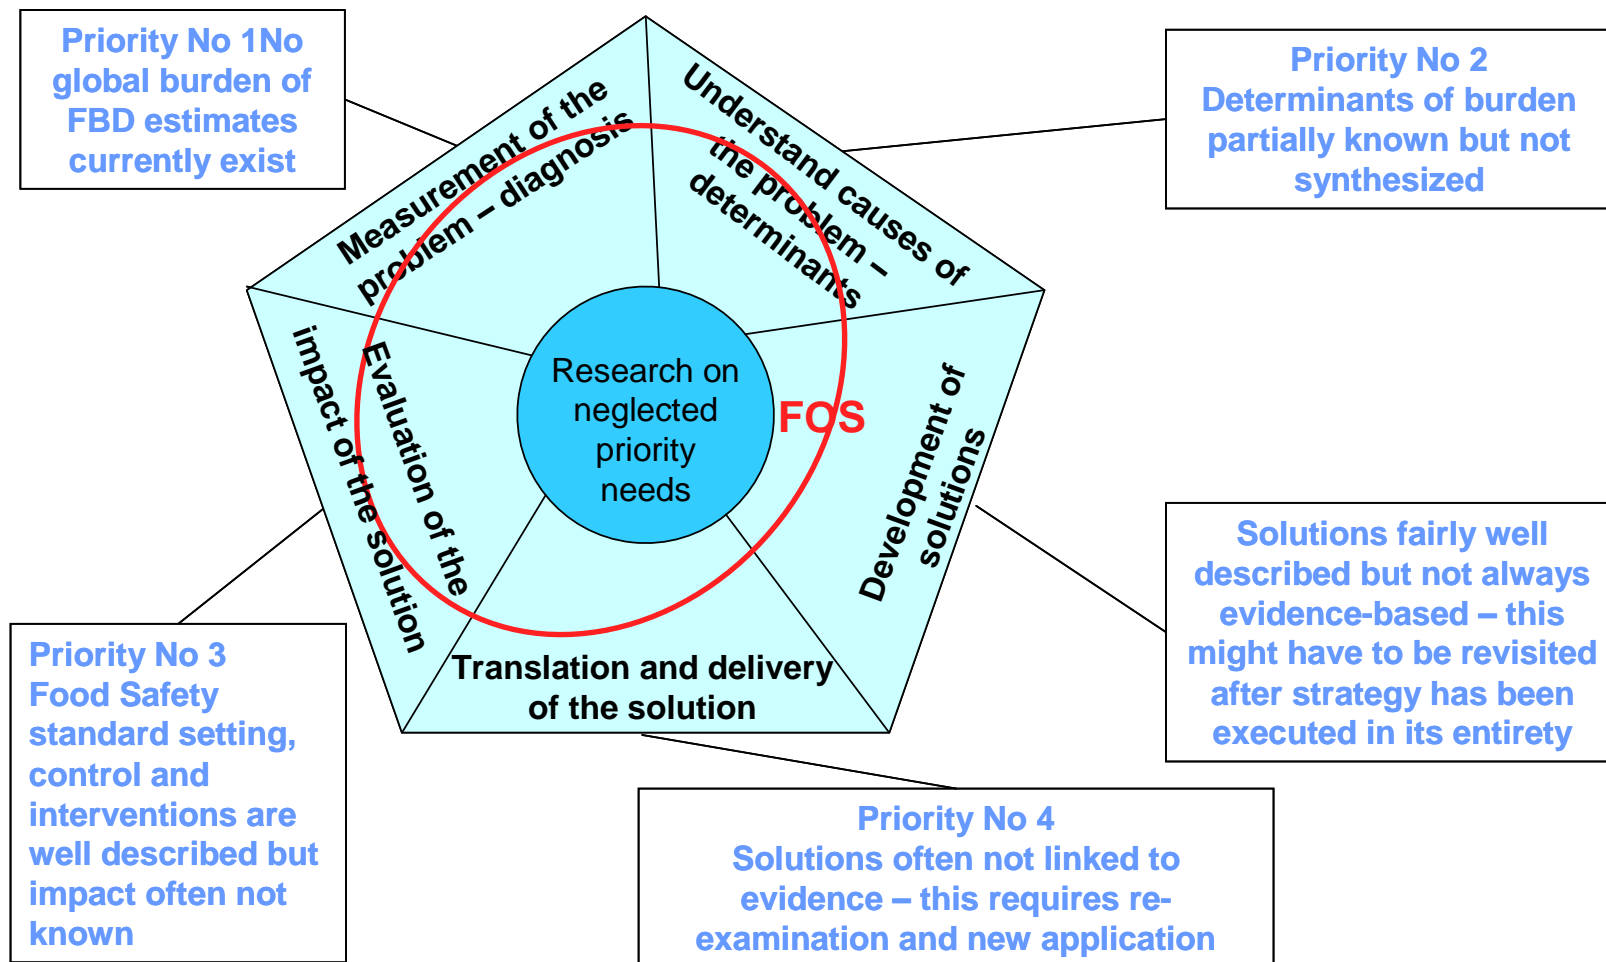 Priority No 1No
global burden of
FBD estimates
currently exist
Priority No 2
Determinants of burden
partially known but not
synthesized
Measurement of the
problem – diagnosis
Understand causes of
the problem –
determinants
Evaluation of the
impact of the solution
Research on
neglected
priority
needs
FOS
Development of
solutions
Translation and delivery
of the solution
Solutions fairly well
described but not always
evidence-based – this
might have to be revisited
after strategy has been
executed in its entirety
Priority No 3
Food Safety
standard setting,
control and
interventions are
well described but
impact often not
known
Priority No 4
Solutions often not linked to
evidence – this requires re-
examination and new application